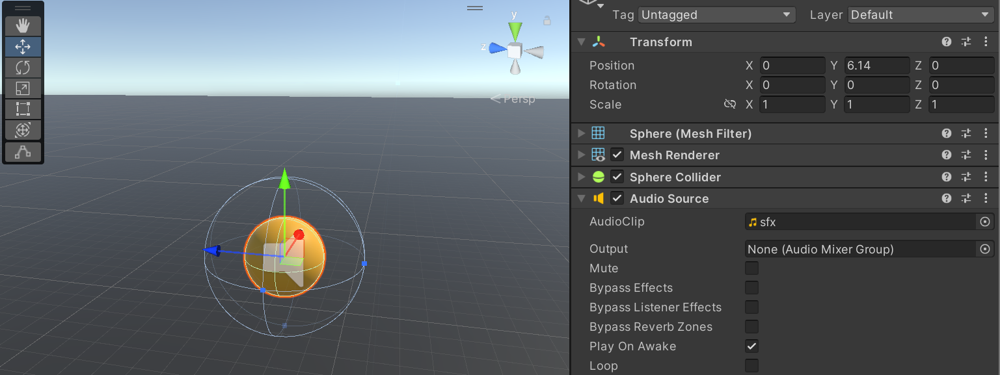 y
z
Persp
Tag Untagged Layer Default
Transform
Position X 0 Y 6.14 Z 0
Rotation X 0 Y 0 Z 0
Scale X 1 Y 1 Z 1
Sphere (Mesh Filter)
Mesh Renderer
Sphere Collider
Audio Source
AudioClip sfx
Output None (Audio Mixer Group)
Mute
Bypass Effects
Bypass Listener Effects
Bypass Reverb Zones
Play On Awake
Loop